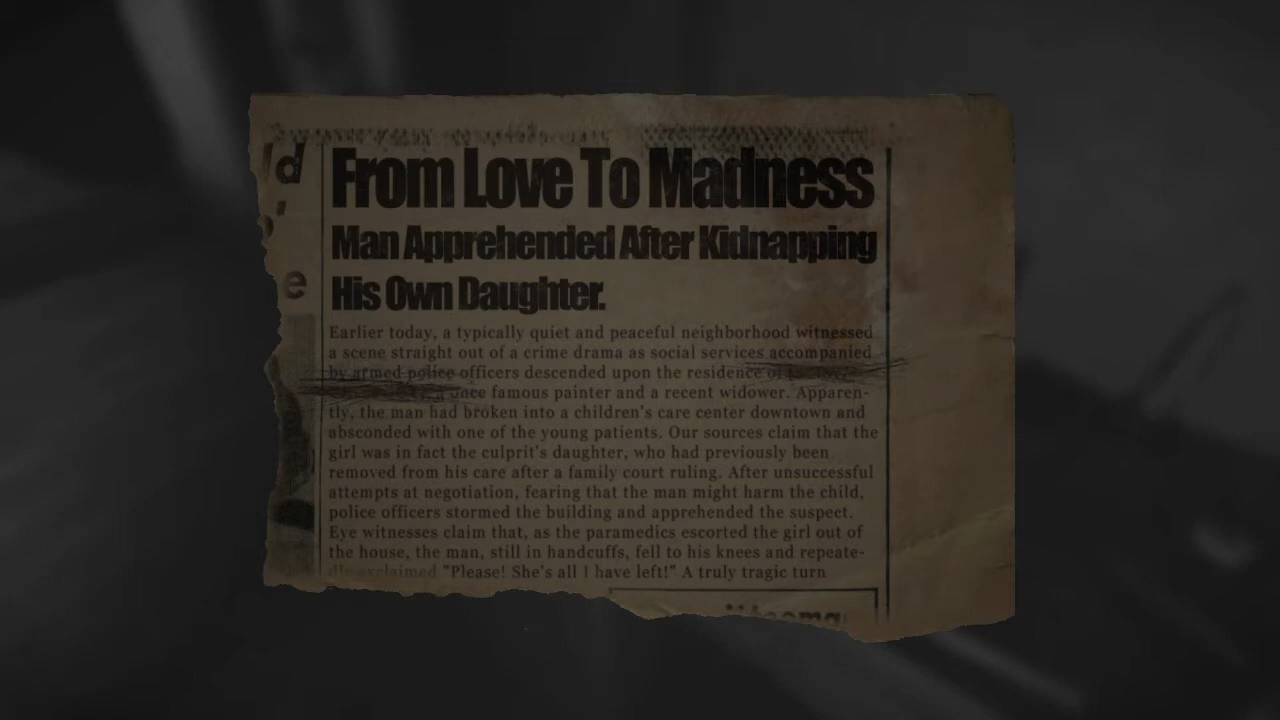 d
e
From Love To Madness
Man Apprehended After Kidnapping
His Own Daughter.
Earlier today, a typically quiet and peaceful neighborhood witnessed
a scene straight out of a crime drama as social services accompanied
by armed police officers descended upon the residence of
once famous painter and a recent widower. Apparen-
tly, the man had broken into a children's care center downtown and
absconded with one of the young patients. Our sources claim that the
girl was in fact the culprit's daughter, who had previously been
removed from his care after a family court ruling. After unsuccessful
attempts at negotiation, fearing that the man might harm the child,
police officers stormed the building and apprehended the suspect.
Eye witnesses claim that, as the paramedics escorted the girl out of
the house, the man, still in handcuffs, fell to his knees and repeate-
dly exclaimed "Please! She's all I have left!" A truly tragic turn